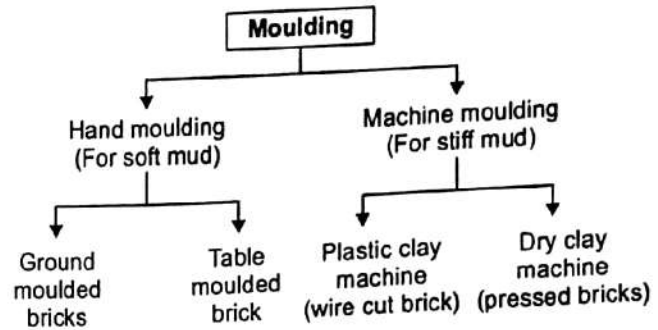 Moulding
Hand moulding
(For soft mud)
Machine moulding
(For stiff mud)
Ground
moulded
bricks
Table
moulded
brick
Plastic clay
machine
(wire cut brick)
Dry clay
machine
(pressed bricks)